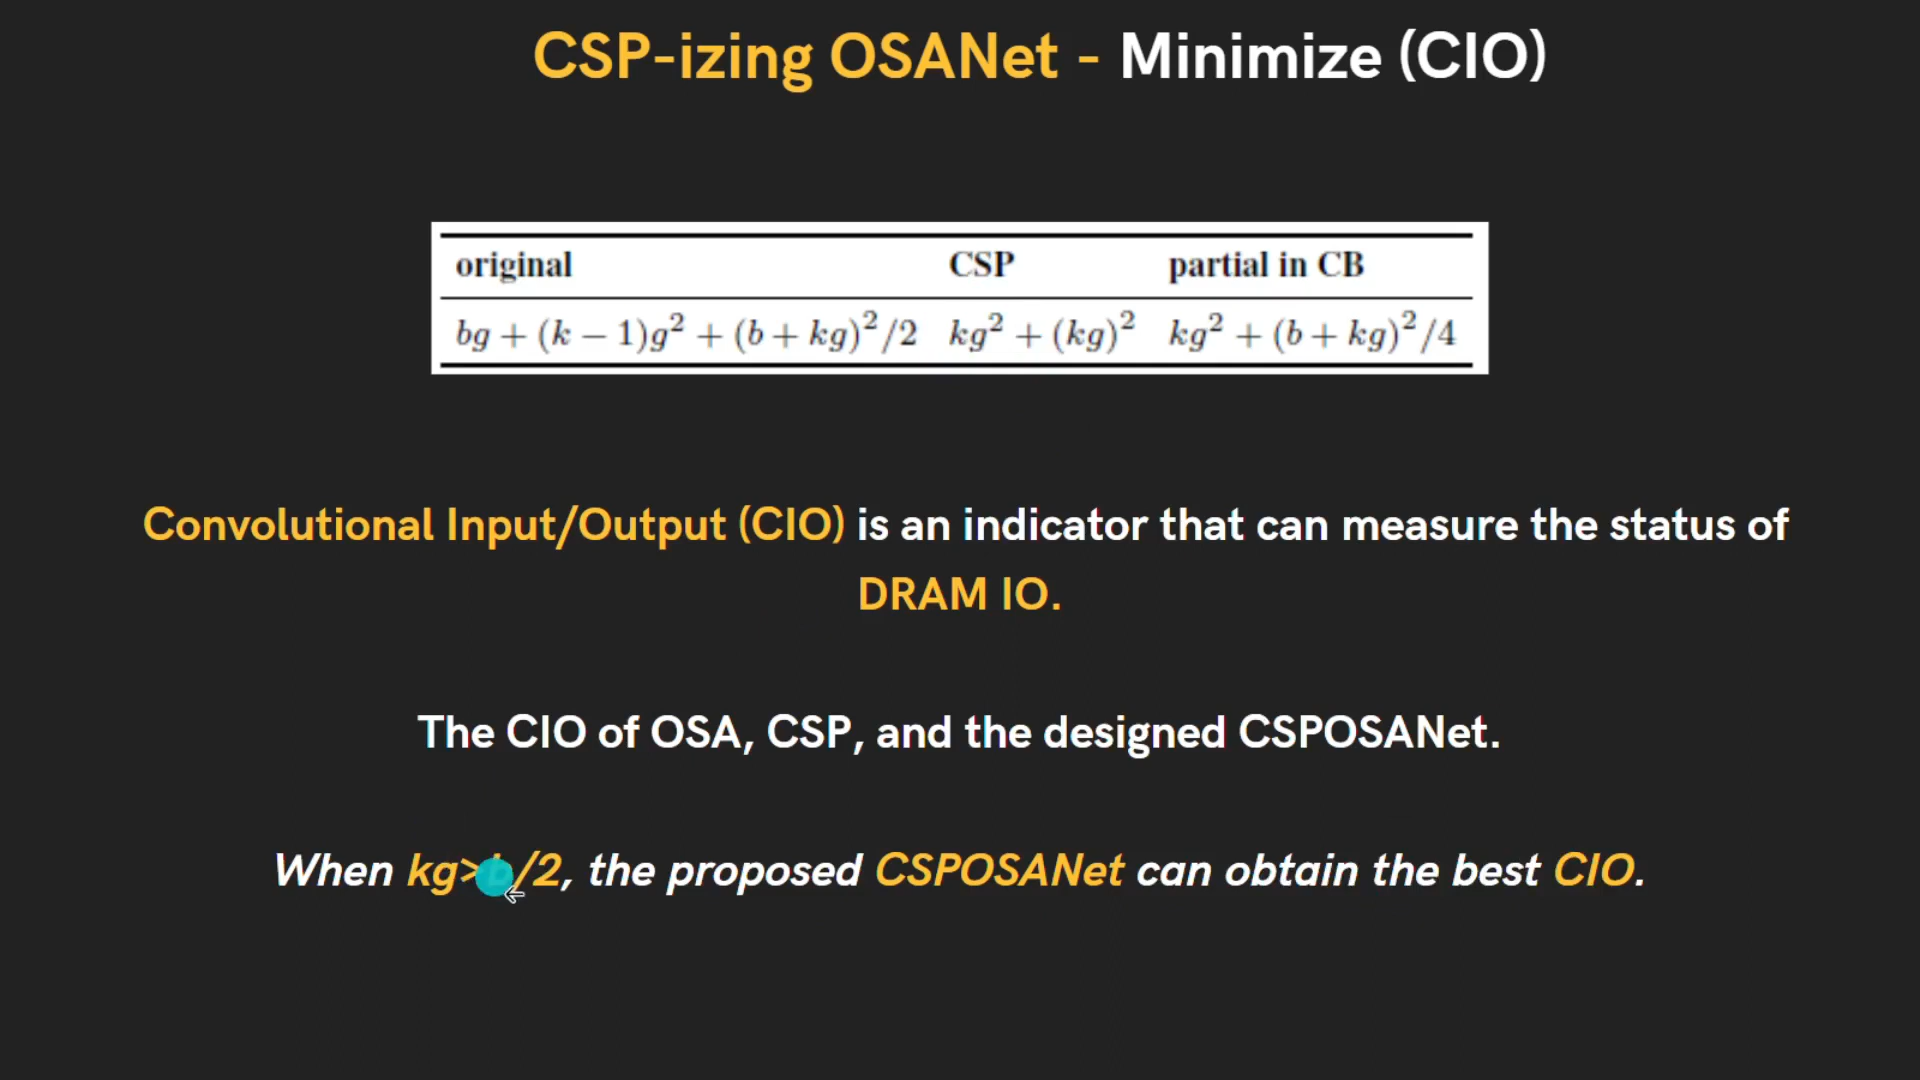 CSP-izing OSANet - Minimize (CIO)
original CSP partial in CB
bg + (k − 1)g² + (b + kg)²/2 kg² + (kg)² kg² + (b + kg)²/4
Convolutional Input/Output (CIO) is an indicator that can measure the status of
DRAM IO.
The CIO of OSA, CSP, and the designed CSPOSANet.
When kg>b/2, the proposed CSPOSANet can obtain the best CIO.